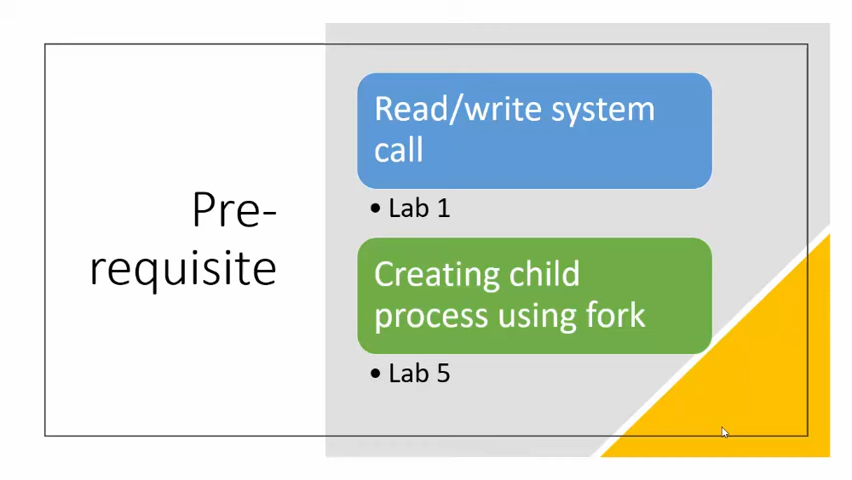 Pre-
requisite
Read/write system
call
• Lab 1
Creating child
process using fork
• Lab 5